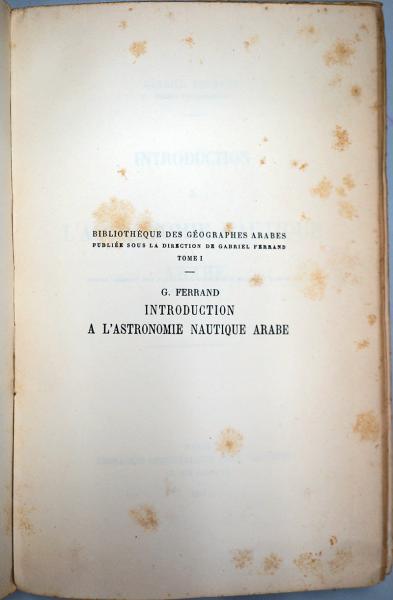 BIBLIOTHÈQUE DES GÉOGRAPHES ARABES
PUBLIÉE SOUS LA DIRECTION DE GABRIEL FERRAND
TOME I
G. FERRAND
INTRODUCTION
A L'ASTRONOMIE NAUTIQUE ARABE